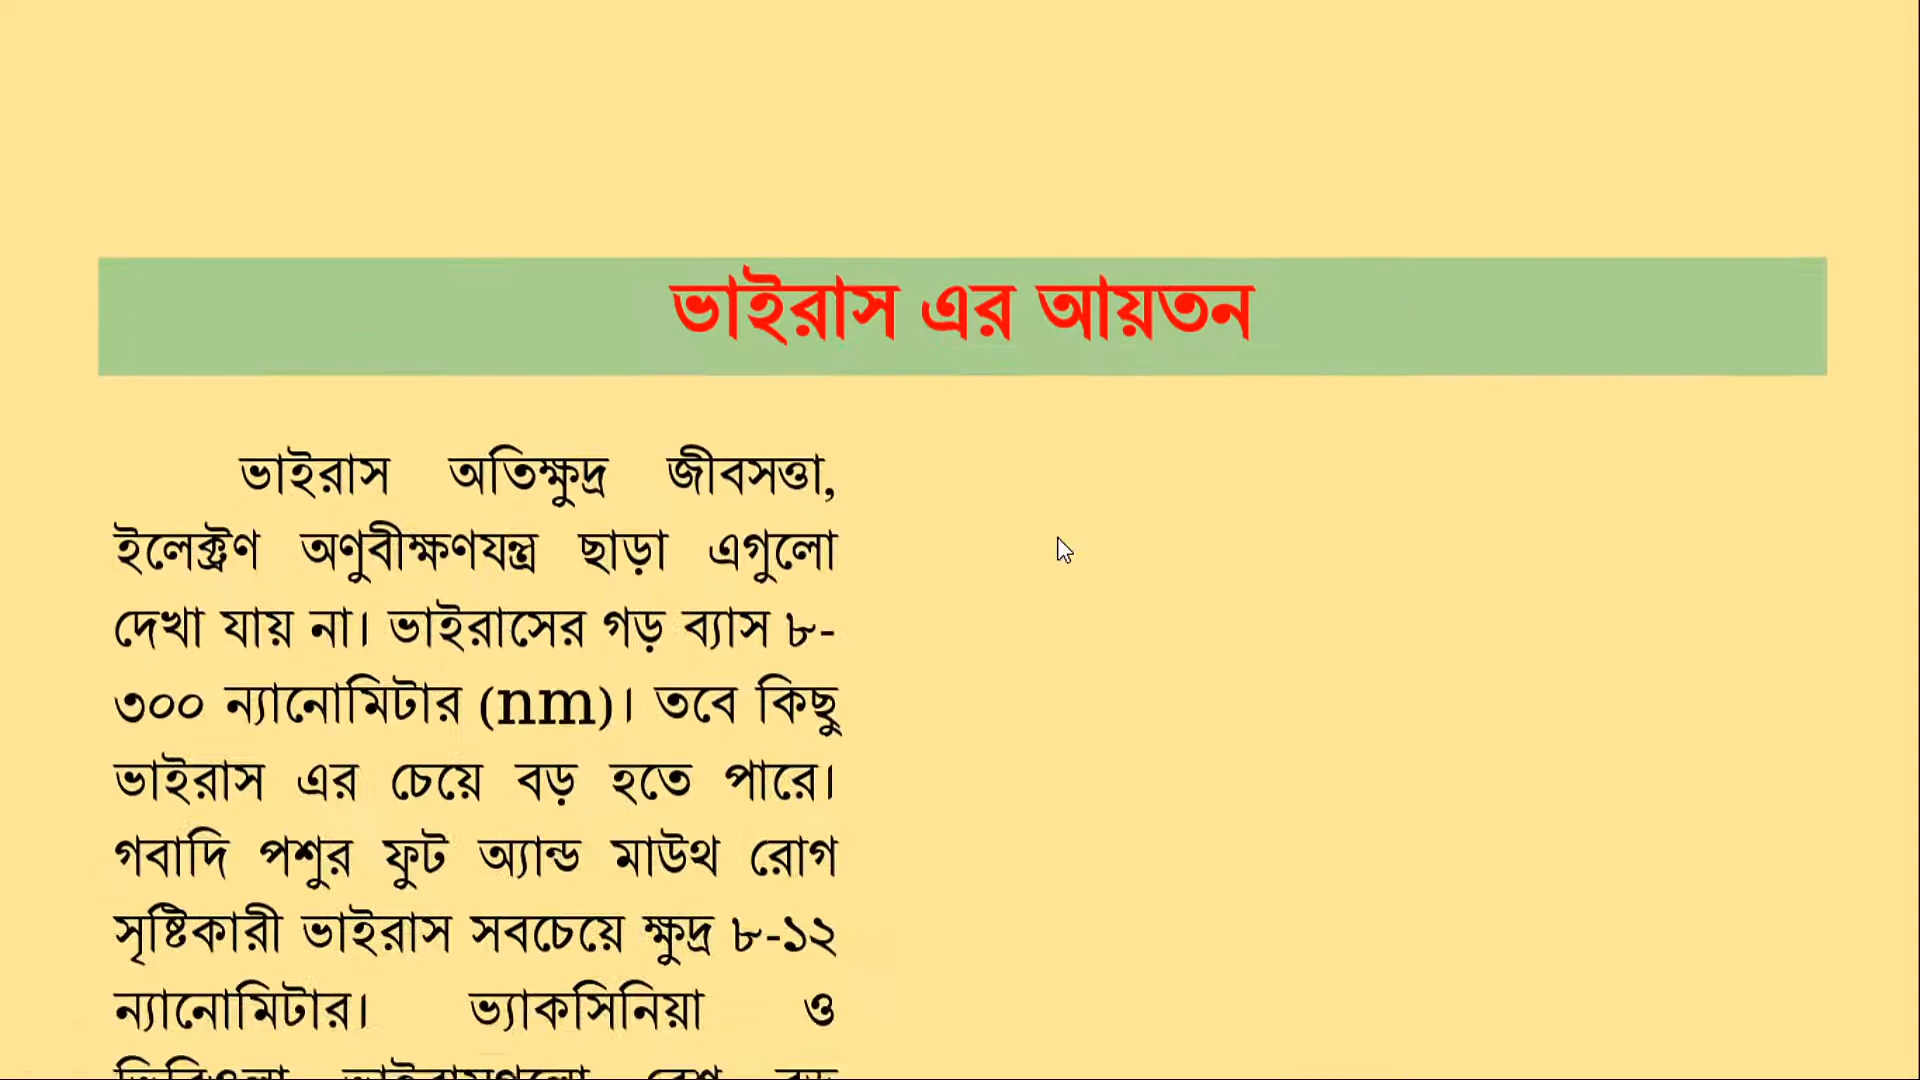 ভাইরাস এর আয়তন
ভাইরাস অতিক্ষুদ্র জীবসত্তা,
ইলেক্ট্রণ অণুবীক্ষণযন্ত্র ছাড়া এগুলো
দেখা যায় না। ভাইরাসের গড় ব্যাস ৮-
৩০০ ন্যানোমিটার (nm)। তবে কিছু
ভাইরাস এর চেয়ে বড় হতে পারে।
গবাদি পশুর ফুট অ্যান্ড মাউথ রোগ
সৃষ্টিকারী ভাইরাস সবচেয়ে ক্ষুদ্র ৮-১২
ন্যানোমিটার। ভ্যাকসিনিয়া ও